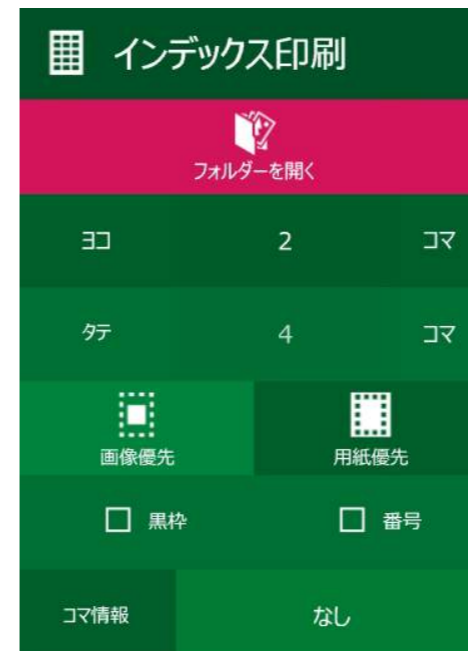 インデックス印刷
フォルダーを開く
ヨコ 2 コマ
タテ 4 コマ
画像優先 用紙優先
黒枠 番号
コマ情報 なし